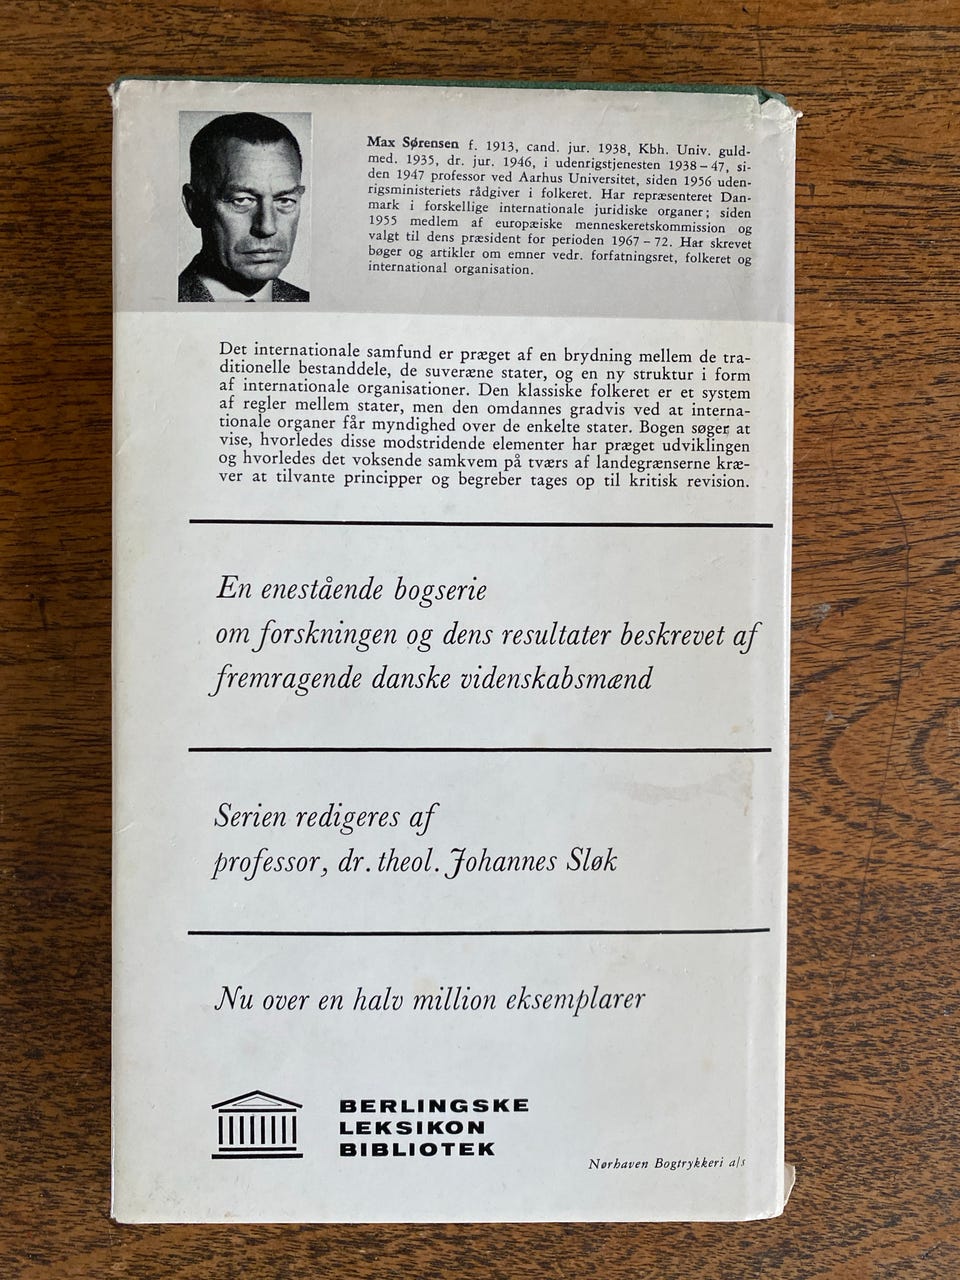 Max Sørensen f. 1913, cand. jur. 1938, Kbh. Univ. guld-
med. 1935, dr. jur. 1946, i udenrigstjenesten 1938–47, si-
den 1947 professor ved Aarhus Universitet, siden 1956 uden-
rigsministeriets rådgiver i folkeret. Har repræsenteret Dan-
mark i forskellige internationale juridiske organer; siden
1955 medlem af europæiske menneskeretskommission og
valgt til dens præsident for perioden 1967–72. Har skrevet
bøger og artikler om emner vedr. forfatningsret, folkeret og
international organisation.
Det internationale samfund er præget af en brydning mellem de tra-
ditionelle bestanddele, de suveræne stater, og en ny struktur i form
af internationale organisationer. Den klassiske folkeret er et system
af regler mellem stater, men den omdannes gradvis ved at interna-
tionale organer får myndighed over de enkelte stater. Bogen søger at
vise, hvorledes disse modstridende elementer har præget udviklingen
og hvorledes det voksende samkvem på tværs af landegrænserne kræ-
ver at tilvante principper og begreber tages op til kritisk revision.
En enestående bogserie
om forskningen og dens resultater beskrevet af
fremragende danske videnskabsmænd
Serien redigeres af
professor, dr. theol. Johannes Sløk
Nu over en halv million eksemplarer
BERLINGSKE
LEKSIKON
BIBLIOTEK
Nørhaven Bogtrykkeri a/s